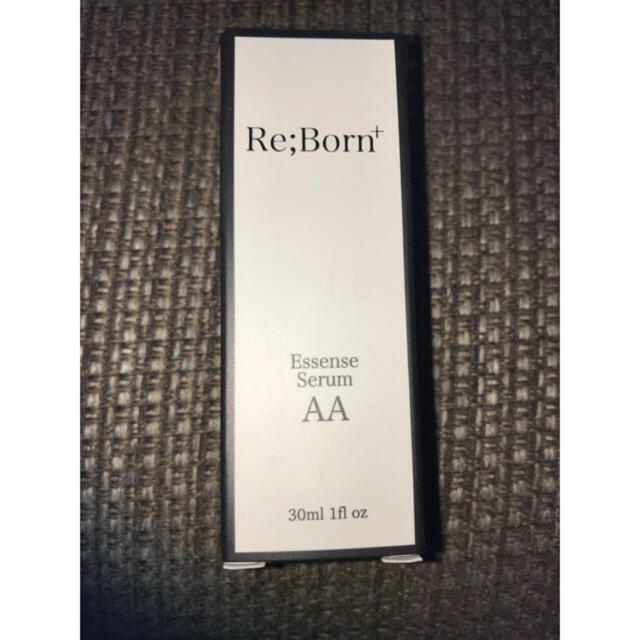 Re;Born+
Essense
Serum
AA
30ml 1fl oz